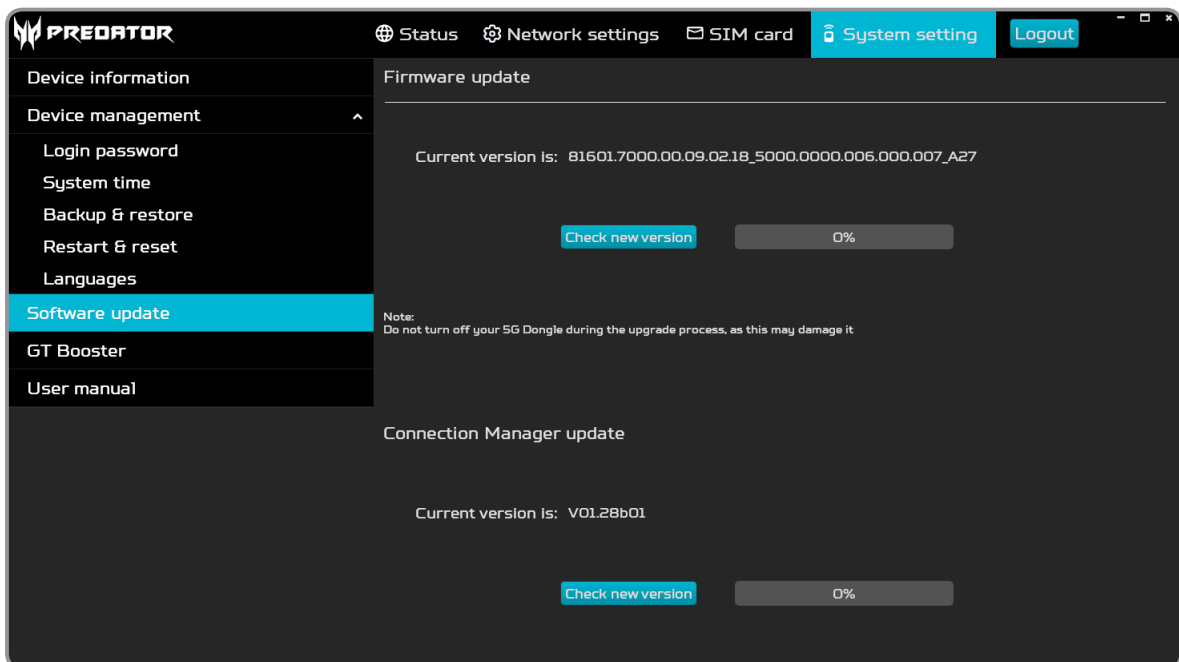 PREDATOR
Status
Network settings
SIM card
System setting
Logout
Device information
Device management
Login password
System time
Backup & restore
Restart & reset
Languages
Software update
GT Booster
User manual
Firmware update
Current version is: 81601.7000.00.09.02.18_5000.0000.006.000.007_A27
Check new version
0%
Note:
Do not turn off your 5G Dongle during the upgrade process, as this may damage it
Connection Manager update
Current version is: V01.28b01
Check new version
0%